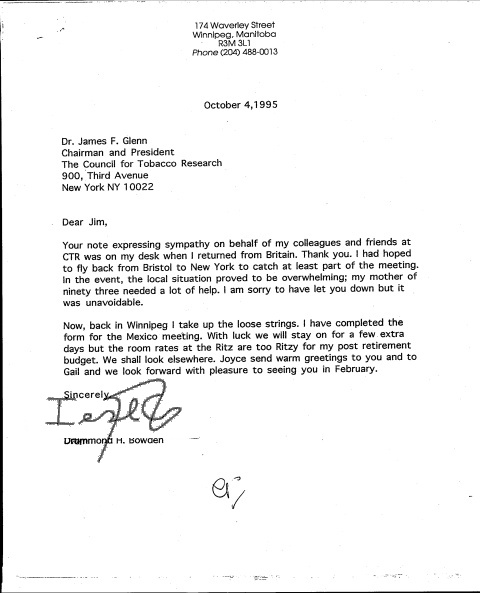 174 Waverley Street
Winnipeg, Manitoba
R3M 3L1
Phone (204) 488-0013
October 4,1995
Dr. James F. Glenn
Chairman and President
The Council for Tobacco Research
900, Third Avenue
New York NY 10022
Dear Jim,
Your note expressing sympathy on behalf of my colleagues and friends at
CTR was on my desk when I returned from Britain. Thank you. I had hoped
to fly back from Bristol to New York to catch at least part of the meeting.
In the event, the local situation proved to be overwhelming; my mother of
ninety three needed a lot of help. I am sorry to have let you down but it
was unavoidable.
Now, back in Winnipeg I take up the loose strings. I have completed the
form for the Mexico meeting. With luck we will stay on for a few extra
days but the room rates at the Ritz are too Ritzy for my post retirement
budget. We shall look elsewhere. Joyce send warm greetings to you and to
Gail and we look forward with pleasure to seeing you in February.
Sincerely
Drummond H. Bowden